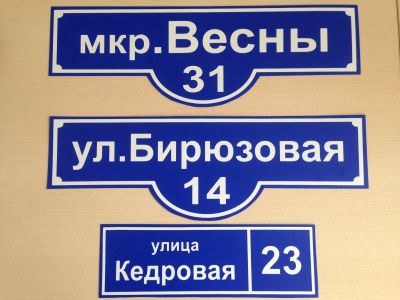 мкр.Весны
31
ул.Бирюзовая
14
улица
Кедровая
23